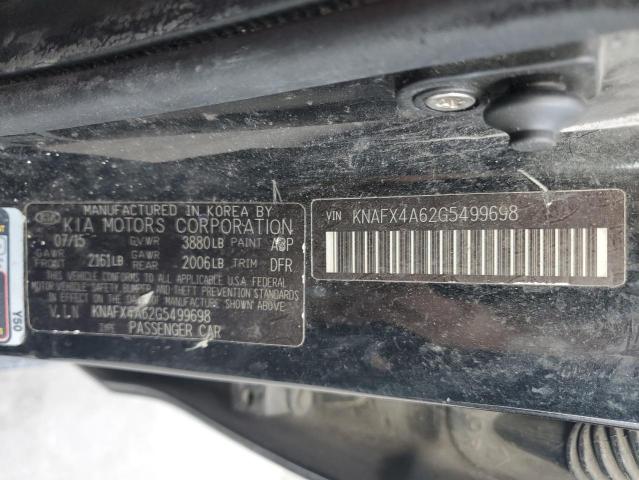 KIA
MANUFACTURED IN KOREA BY
KIA MOTORS CORPORATION
07/15 GVWR 3880LB PAINT ABP
GAWR FRONT 2161LB GAWR REAR 2006LB TRIM DFR
THIS VEHICLE CONFORMS TO ALL APPLICABLE U.S.A FEDERAL
MOTOR VEHICLE SAFETY, BUMPER, AND THEFT PREVENTION STANDARDS
IN EFFECT ON THE DATE OF MANUFACTURE SHOWN ABOVE.
V.I.N KNAFX4A62G5499698
TYPE: PASSENGER CAR
VIN KNAFX4A62G5499698
Y50